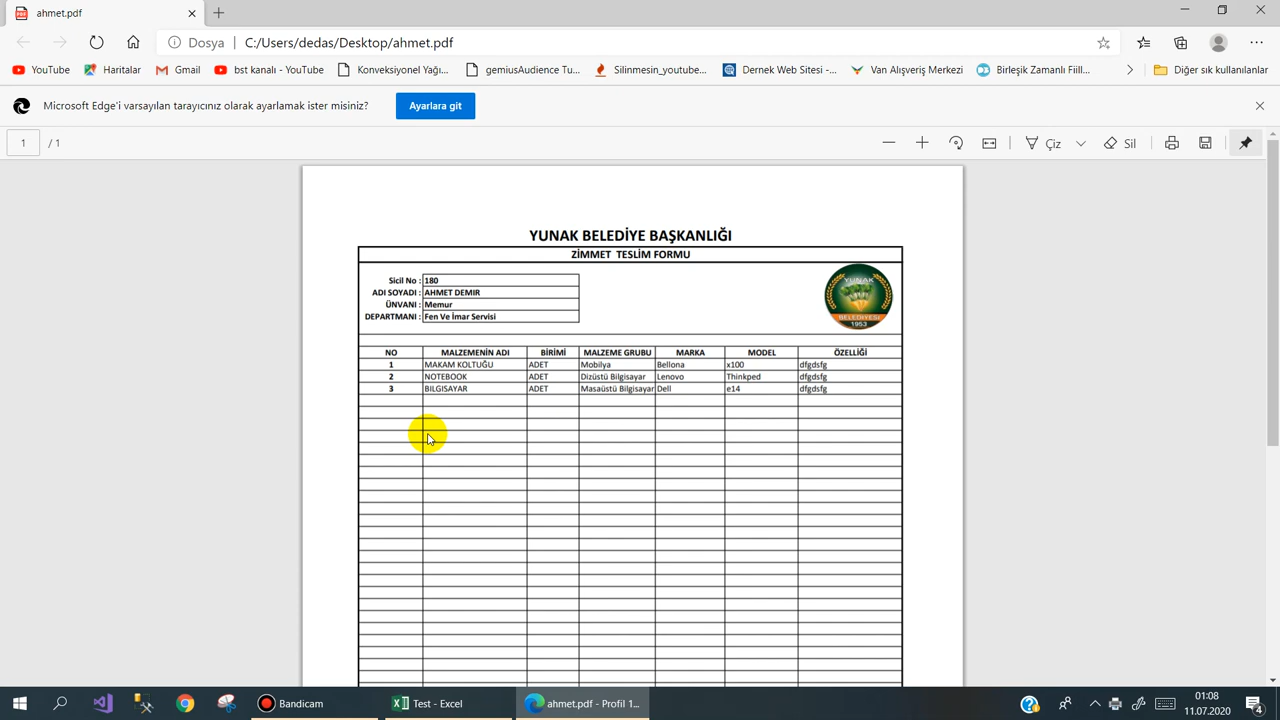 ahmet.pdf
Dosya C:/Users/dedas/Desktop/ahmet.pdf
YouTube Haritalar Gmail bst kanalı - YouTube Konveksiyonel Yağı... gemiusAudience Tu... Silinmesin_youtube... Dernek Web Sitesi -... Van Alışveriş Merkezi Birleşik Zamanlı Fiill... Diğer sık kullanılanlar
Microsoft Edge'i varsayılan tarayıcınız olarak ayarlamak ister misiniz? Ayarlara git
1 / 1 Çiz Sil
YUNAK BELEDİYE BAŞKANLIĞI
ZİMMET TESLİM FORMU
Sicil No : 180
ADI SOYADI : AHMET DEMIR
ÜNVANI : Memur
DEPARTMANI : Fen Ve İmar Servisi
YUNAK
BELEDİYESİ
1953
NO MALZEMENİN ADI BİRİMİ MALZEME GRUBU MARKA MODEL ÖZELLİĞİ
1 MAKAM KOLTUĞU ADET Mobilya Bellona x100 dfgdsfg
2 NOTEBOOK ADET Dizüstü Bilgisayar Lenovo Thinkped dfgdsfg
3 BILGISAYAR ADET Masaüstü Bilgisayar Dell e14 dfgdsfg
Bandicam Test - Excel ahmet.pdf - Profil 1... 01:08
11.07.2020 4